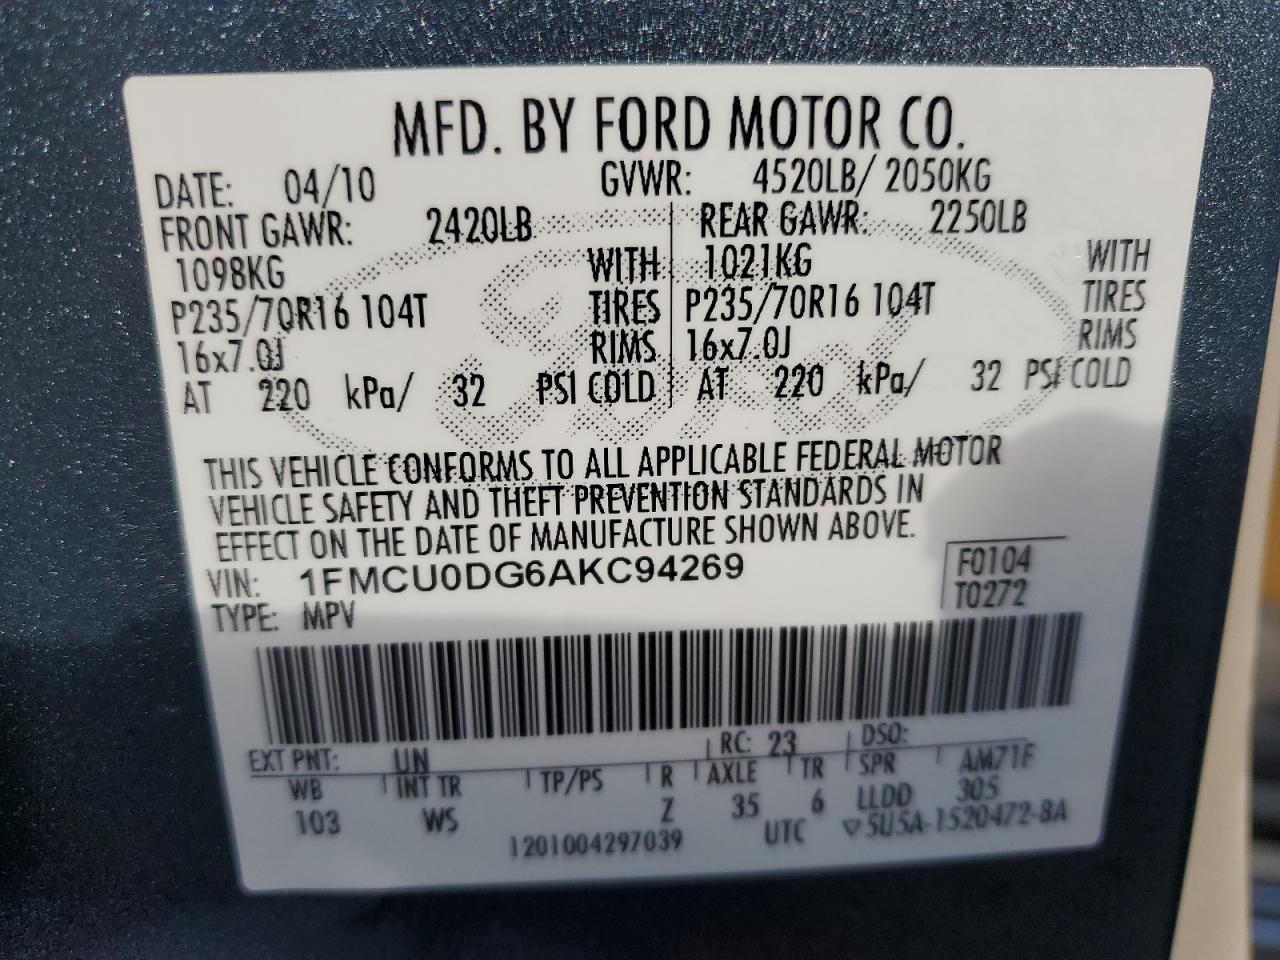 MFD. BY FORD MOTOR CO.
DATE: 04/10 GVWR: 4520LB/ 2050KG
FRONT GAWR: 2420LB REAR GAWR: 2250LB
1098KG WITH 1021KG WITH
P235/70R16 104T TIRES P235/70R16 104T TIRES
16x7.0J RIMS 16x7.0J RIMS
AT 220 kPa/ 32 PSI COLD AT 220 kPa/ 32 PSI COLD
Ford
THIS VEHICLE CONFORMS TO ALL APPLICABLE FEDERAL MOTOR
VEHICLE SAFETY AND THEFT PREVENTION STANDARDS IN
EFFECT ON THE DATE OF MANUFACTURE SHOWN ABOVE.
VIN: 1FMCU0DG6AKC94269 F0104
TYPE: MPV T0272
EXT PNT: UN RC: 23 DSO:
WB INT TR TP/PS R AXLE TR SPR AM71F
103 WS Z 35 6 LLDD 305
1201004297039 UTC ▽5U5A-1520472-BA